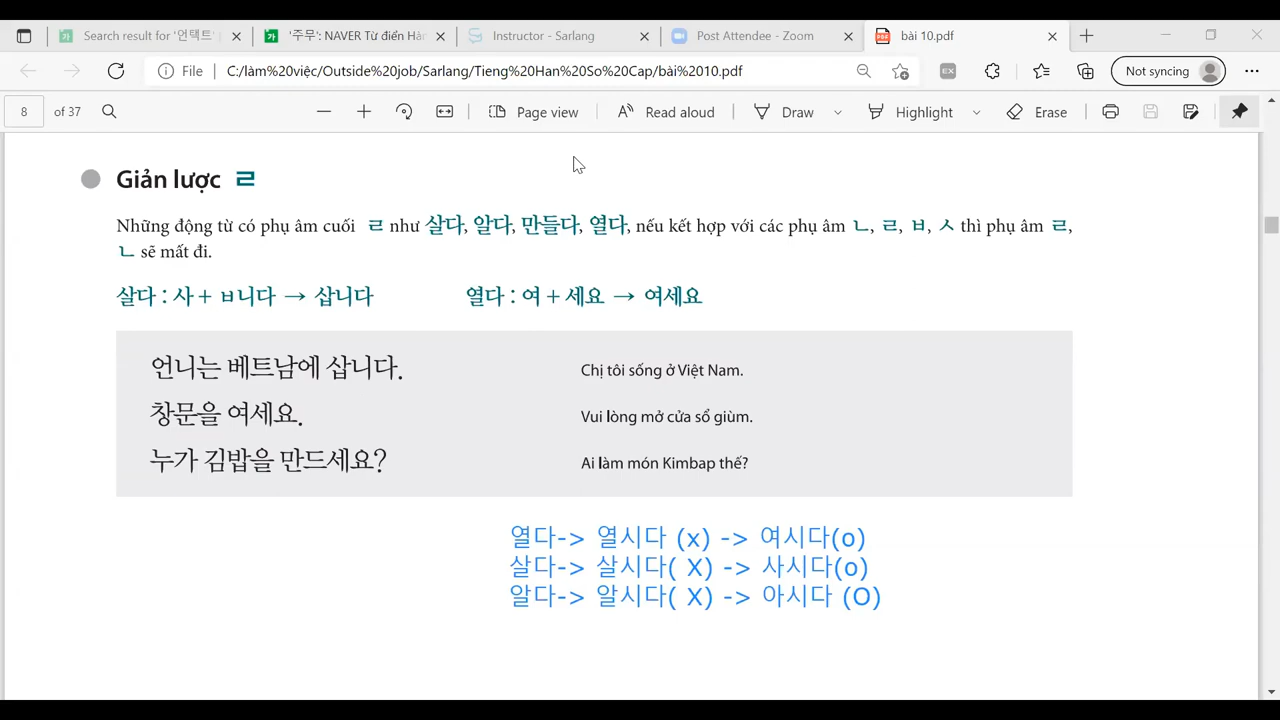 Search result for '언택트'
'주무': NAVER Từ điển Hàn
Instructor - Sarlang
Post Attendee - Zoom
bài 10.pdf
File
C:/làm%20việc/Outside%20job/Sarlang/Tieng%20Han%20So%20Cap/bài%2010.pdf
EX
Not syncing
8 of 37
Page view
Read aloud
Draw
Highlight
Erase
Giản lược ㄹ
Những động từ có phụ âm cuối ㄹ như 살다, 알다, 만들다, 열다, nếu kết hợp với các phụ âm ㄴ, ㄹ, ㅂ, ㅅ thì phụ âm ㄹ,
ㄴ sẽ mất đi.
살다 : 사 + ㅂ니다 → 삽니다 열다 : 여 + 세요 → 여세요
언니는 베트남에 삽니다. Chị tôi sống ở Việt Nam.
창문을 여세요. Vui lòng mở cửa sổ giùm.
누가 김밥을 만드세요? Ai làm món Kimbap thế?
열다-> 열시다 (x) -> 여시다(o)
살다-> 살시다( X) -> 사시다(o)
알다-> 알시다( X) -> 아시다 (O)